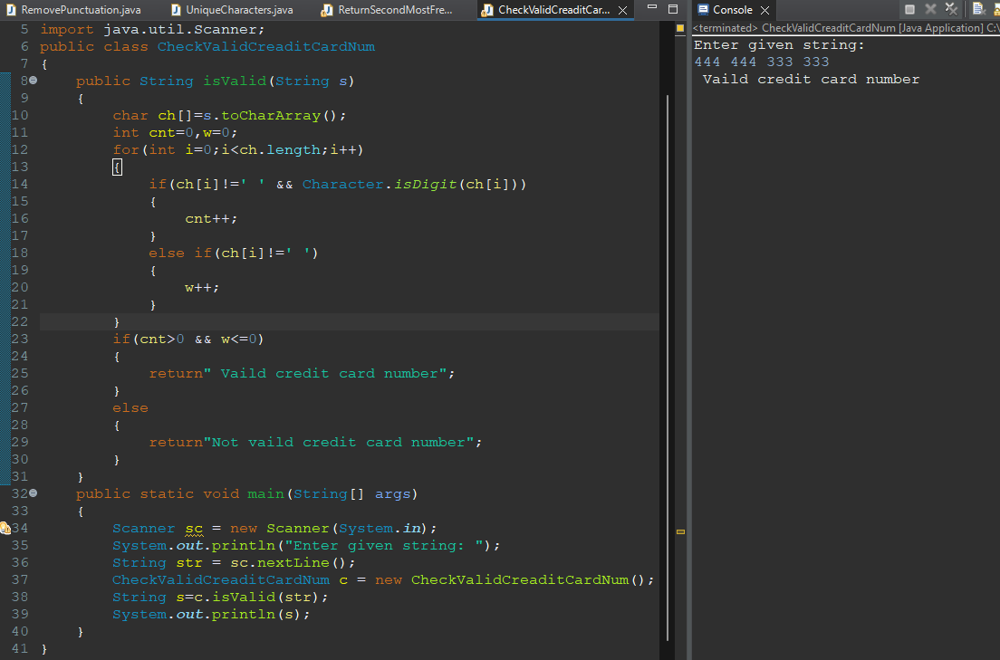 RemovePunctuation.java UniqueCharacters.java ReturnSecondMostFre... CheckValidCreaditCar...
5 import java.util.Scanner;
6 public class CheckValidCreaditCardNum
7 {
8 public String isValid(String s)
9 {
10 char ch[]=s.toCharArray();
11 int cnt=0,w=0;
12 for(int i=0;i<ch.length;i++)
13 {
14 if(ch[i]!=' ' && Character.isDigit(ch[i]))
15 {
16 cnt++;
17 }
18 else if(ch[i]!=' ')
19 {
20 w++;
21 }
22 }
23 if(cnt>0 && w<=0)
24 {
25 return" Vaild credit card number";
26 }
27 else
28 {
29 return"Not vaild credit card number";
30 }
31 }
32 public static void main(String[] args)
33 {
34 Scanner sc = new Scanner(System.in);
35 System.out.println("Enter given string: ");
36 String str = sc.nextLine();
37 CheckValidCreaditCardNum c = new CheckValidCreaditCardNum();
38 String s=c.isValid(str);
39 System.out.println(s);
40 }
41 }
Console
<terminated> CheckValidCreaditCardNum [Java Application] C:\
Enter given string:
444 444 333 333
Vaild credit card number